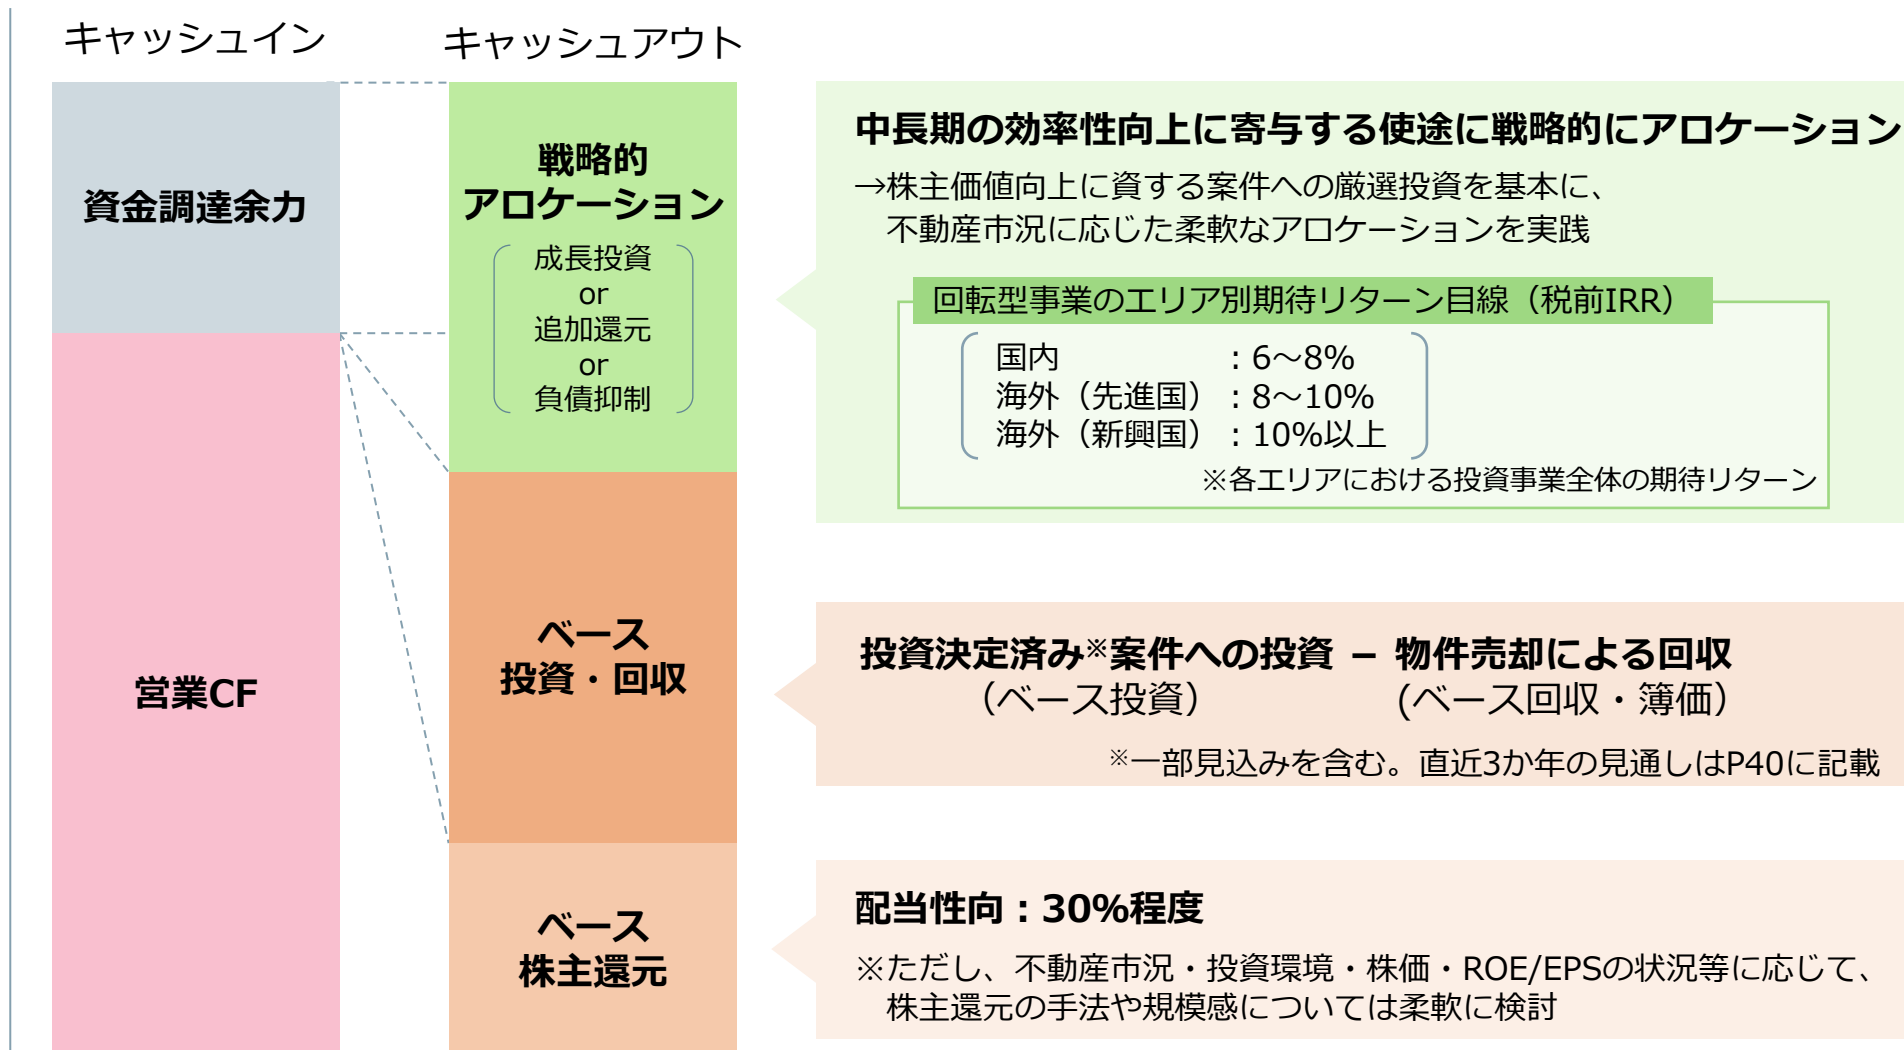 キャッシュイン
キャッシュアウト
資金調達余力
営業CF
戦略的
アロケーション
成長投資
or
追加還元
or
負債抑制
ベース
投資・回収
ベース
株主還元
中長期の効率性向上に寄与する使途に戦略的にアロケーション
→株主価値向上に資する案件への厳選投資を基本に、
不動産市況に応じた柔軟なアロケーションを実践
回転型事業のエリア別期待リターン目線（税前IRR）
国内　　　　　：6～8%
海外（先進国）：8～10%
海外（新興国）：10%以上
※各エリアにおける投資事業全体の期待リターン
投資決定済み※案件への投資 － 物件売却による回収
（ベース投資）　　　　(ベース回収・簿価）
※一部見込みを含む。直近3か年の見通しはP40に記載
配当性向：30%程度
※ただし、不動産市況・投資環境・株価・ROE/EPSの状況等に応じて、
株主還元の手法や規模感については柔軟に検討